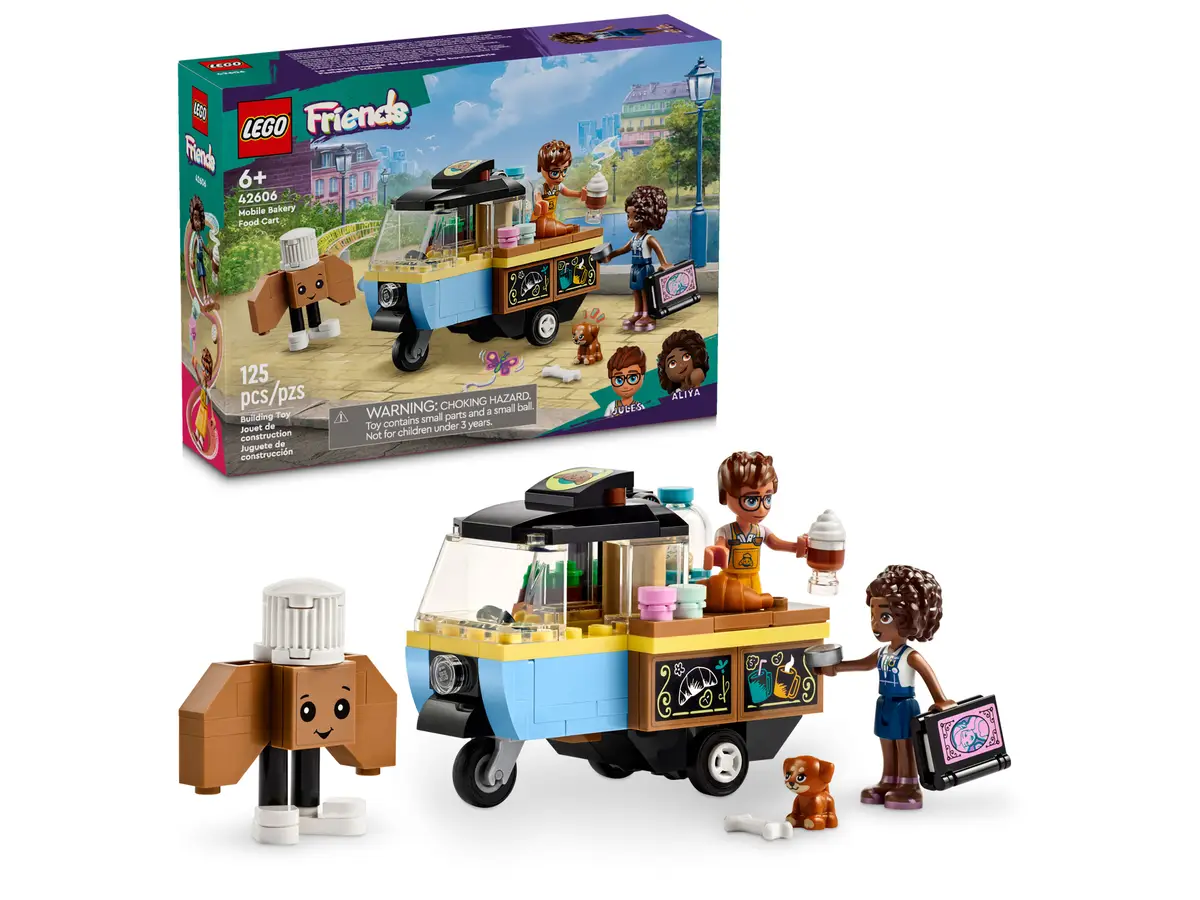 LEGO
42606
LEGO
Friends
42606
LEGO
Friends
6+
42606
Mobile Bakery
Food Cart
125
pcs/pzs
Building Toy
Jouet de
construction
Juguete de
construcción
WARNING: CHOKING HAZARD.
Toy contains small parts and a small ball.
Not for children under 3 years.
JULES
ALIYA